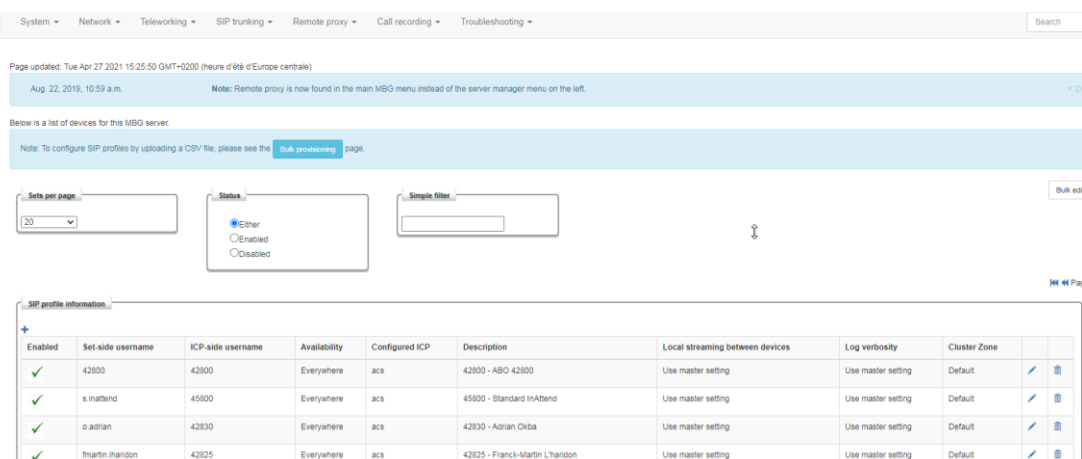 System Network Teleworking SIP trunking Remote proxy Call recording Troubleshooting Search
Page updated: Tue Apr 27 2021 15:25:50 GMT+0200 (heure d'été d'Europe centrale)
Aug. 22, 2019, 10:59 a.m. Note: Remote proxy is now found in the main MBG menu instead of the server manager menu on the left. × D
Below is a list of devices for this MBG server.
Note: To configure SIP profiles by uploading a CSV file, please see the Bulk provisioning page.
Sets per page Status Simple filter Bulk edi
20 Either
Enabled
Disabled
Pag
SIP profile information
+
Enabled Set-side username ICP-side username Availability Configured ICP Description Local streaming between devices Log verbosity Cluster Zone
42800 42800 Everywhere acs 42800 - ABO 42800 Use master setting Use master setting Default
s.inattend 45800 Everywhere acs 45800 - Standard InAttend Use master setting Use master setting Default
o.adrian 42830 Everywhere acs 42830 - Adrian Okba Use master setting Use master setting Default
fmartin.lharidon 42825 Everywhere acs 42825 - Franck-Martin L'haridon Use master setting Use master setting Default